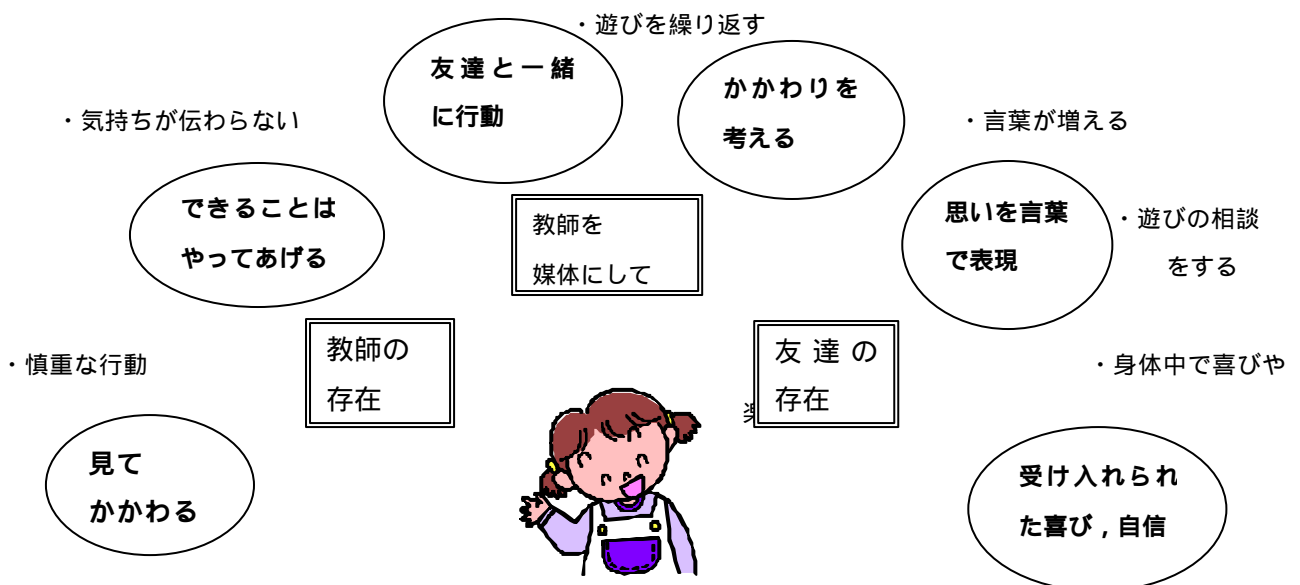 ・遊びを繰り返す
友達と一緒
に行動
かかわりを
考える
・気持ちが伝わらない
・言葉が増える
できることは
やってあげる
教師を
媒体にして
思いを言葉
で表現
・遊びの相談
をする
教師の
存在
友達の
存在
・慎重な行動
・身体中で喜びや
見て
かかわる
受け入れられ
た喜び，自信